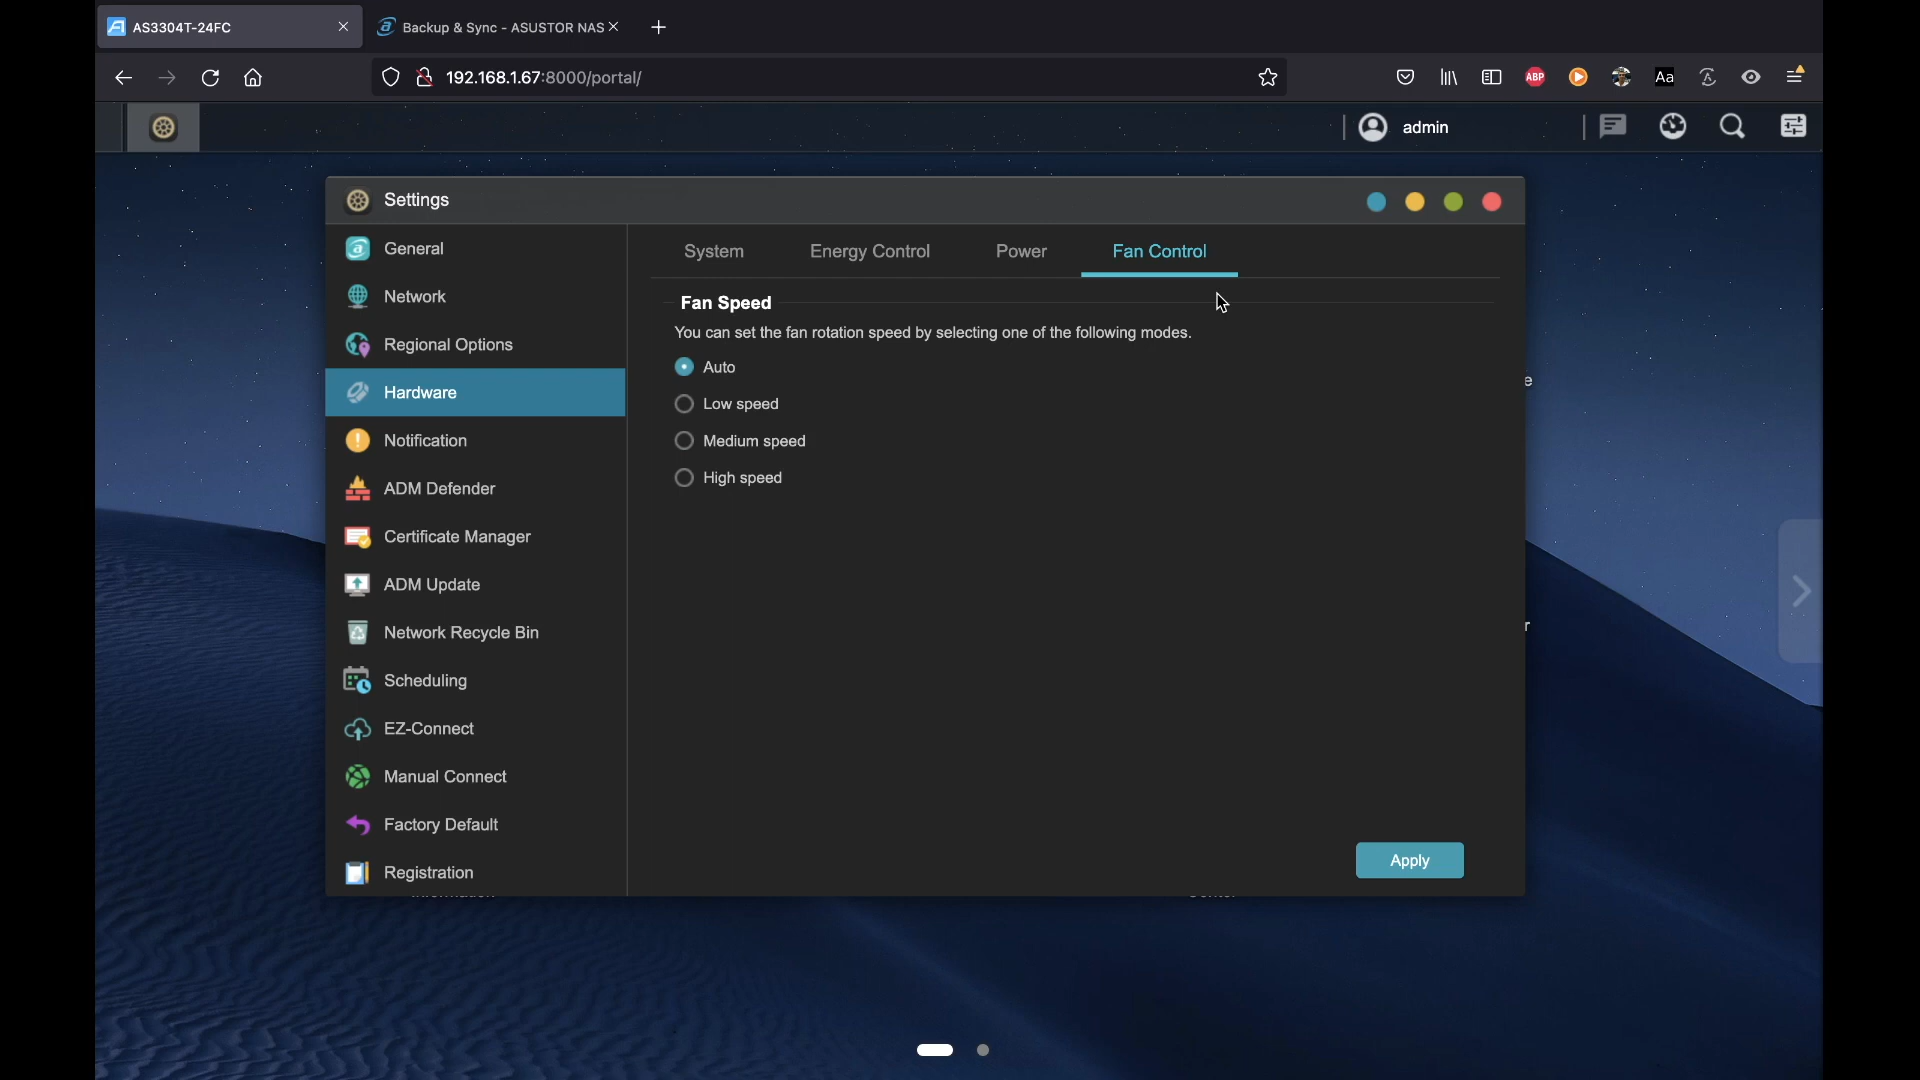 AS3304T-24FC
Backup & Sync - ASUSTOR NAS
192.168.1.67:8000/portal/
ABP
Aa
admin
Settings
General
Network
Regional Options
Hardware
Notification
ADM Defender
Certificate Manager
ADM Update
Network Recycle Bin
Scheduling
EZ-Connect
Manual Connect
Factory Default
Registration
System
Energy Control
Power
Fan Control
Fan Speed
You can set the fan rotation speed by selecting one of the following modes.
Auto
Low speed
Medium speed
High speed
Apply
e
r